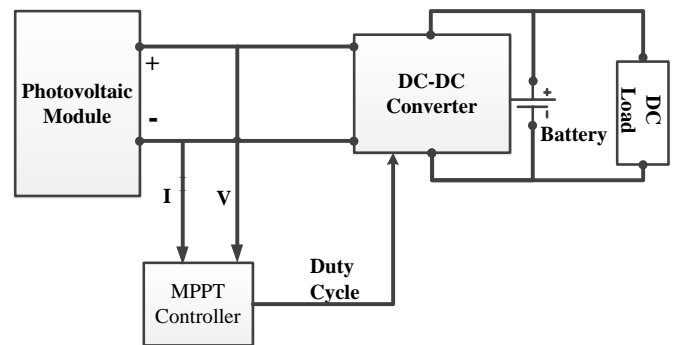 Photovoltaic
Module
+
-
DC-DC
Converter
+
-
Battery
DC
Load
I
V
MPPT
Controller
Duty
Cycle